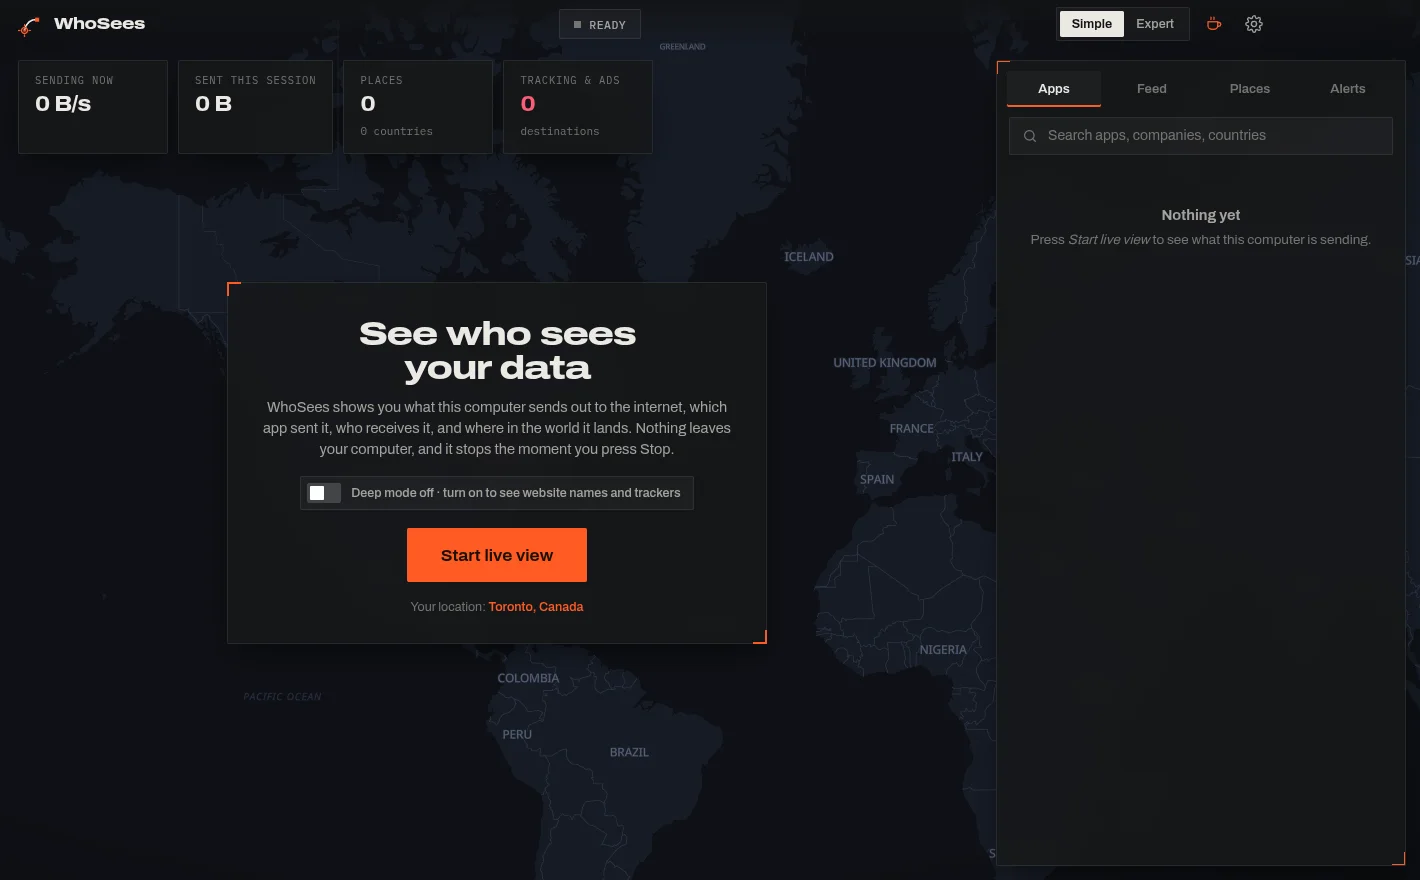 WhoSees
READY
Simple
Expert
SENDING NOW
0 B/s
SENT THIS SESSION
0 B
PLACES
0
0 countries
TRACKING & ADS
0
destinations
GREENLAND
ICELAND
UNITED KINGDOM
FRANCE
ITALY
SPAIN
NIGERIA
COLOMBIA
PERU
BRAZIL
PACIFIC OCEAN
See who sees
your data
WhoSees shows you what this computer sends out to the internet, which
app sent it, who receives it, and where in the world it lands. Nothing leaves
your computer, and it stops the moment you press Stop.
Deep mode off · turn on to see website names and trackers
Start live view
Your location: Toronto, Canada
Apps
Feed
Places
Alerts
Search apps, companies, countries
Nothing yet
Press Start live view to see what this computer is sending.